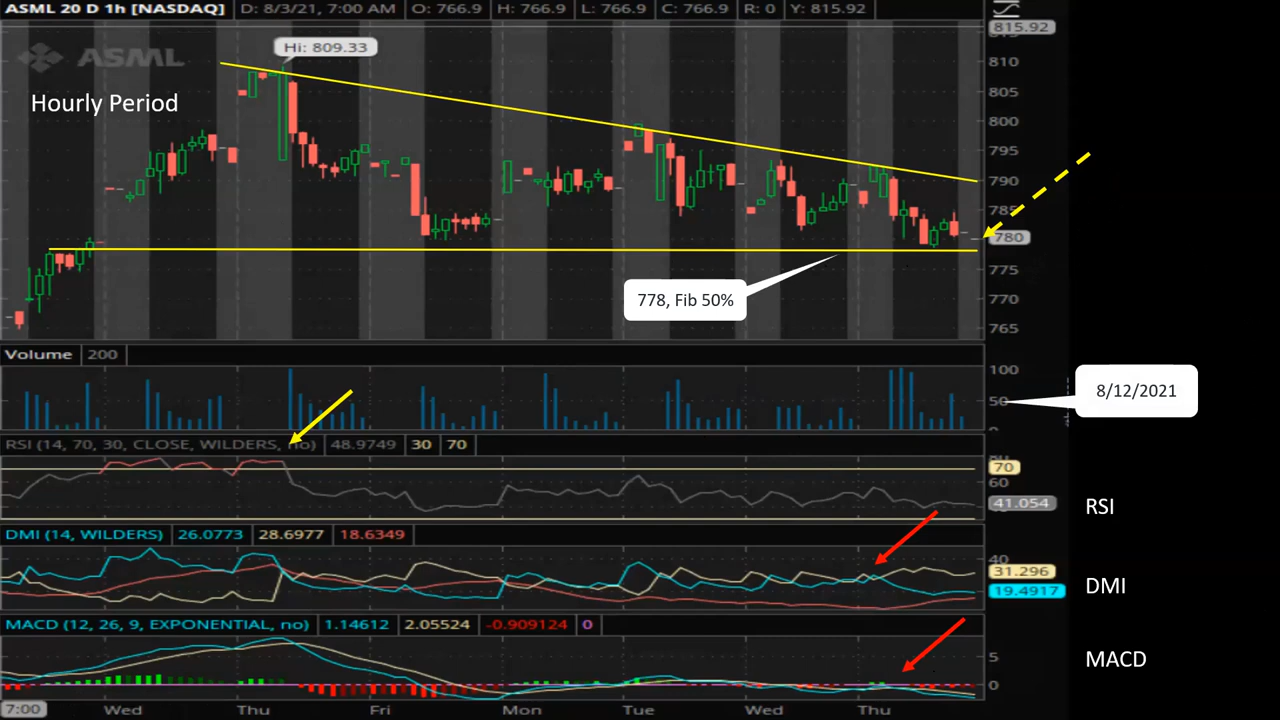 ASML 20 D 1h [NASDAQ] D: 8/3/21, 7:00 AM O: 766.9 H: 766.9 L: 766.9 C: 766.9 R: 0 Y: 815.92
815.92
ASML
Hi: 809.33
810
Hourly Period
805
800
795
790
785
780
775
770
765
778, Fib 50%
Volume 200
100
50
8/12/2021
RSI (14, 70, 30, CLOSE, WILDERS, no) 48.9749 30 70
70
60
41.054
RSI
DMI (14, WILDERS) 26.0773 28.6977 18.6349
40
31.296
19.4917
DMI
MACD (12, 26, 9, EXPONENTIAL, no) 1.14612 2.05524 -0.909124 0
5
0
MACD
7:00 Wed Thu Fri Mon Tue Wed Thu